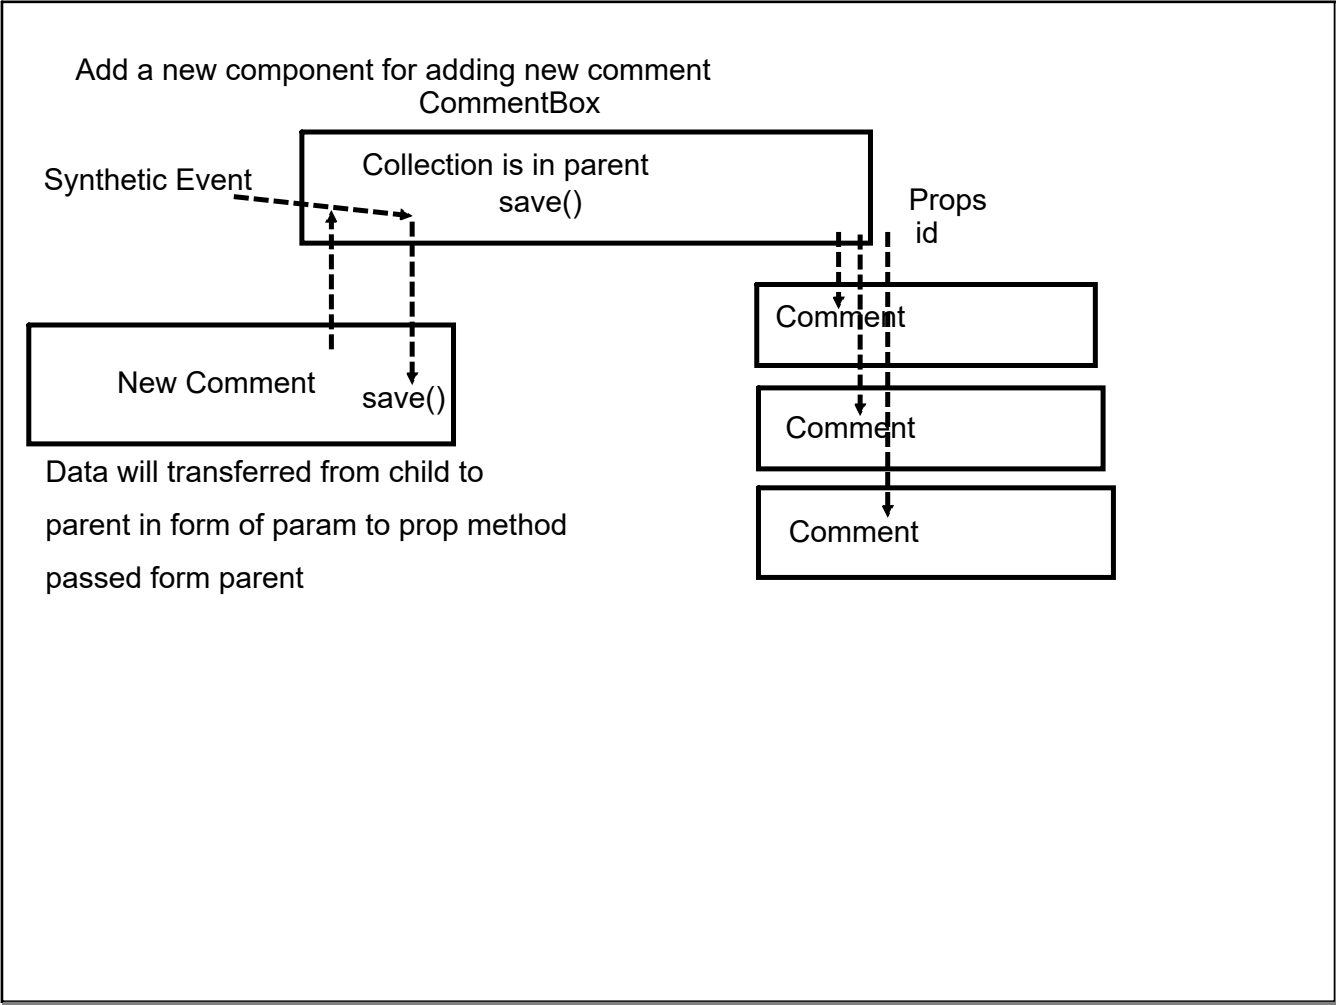 Add a new component for adding new comment
CommentBox
Collection is in parent
Synthetic Event
save()
Props
id
Comment
New Comment
save()
Comment
Data will transferred from child to
parent in form of param to prop method
Comment
passed form parent